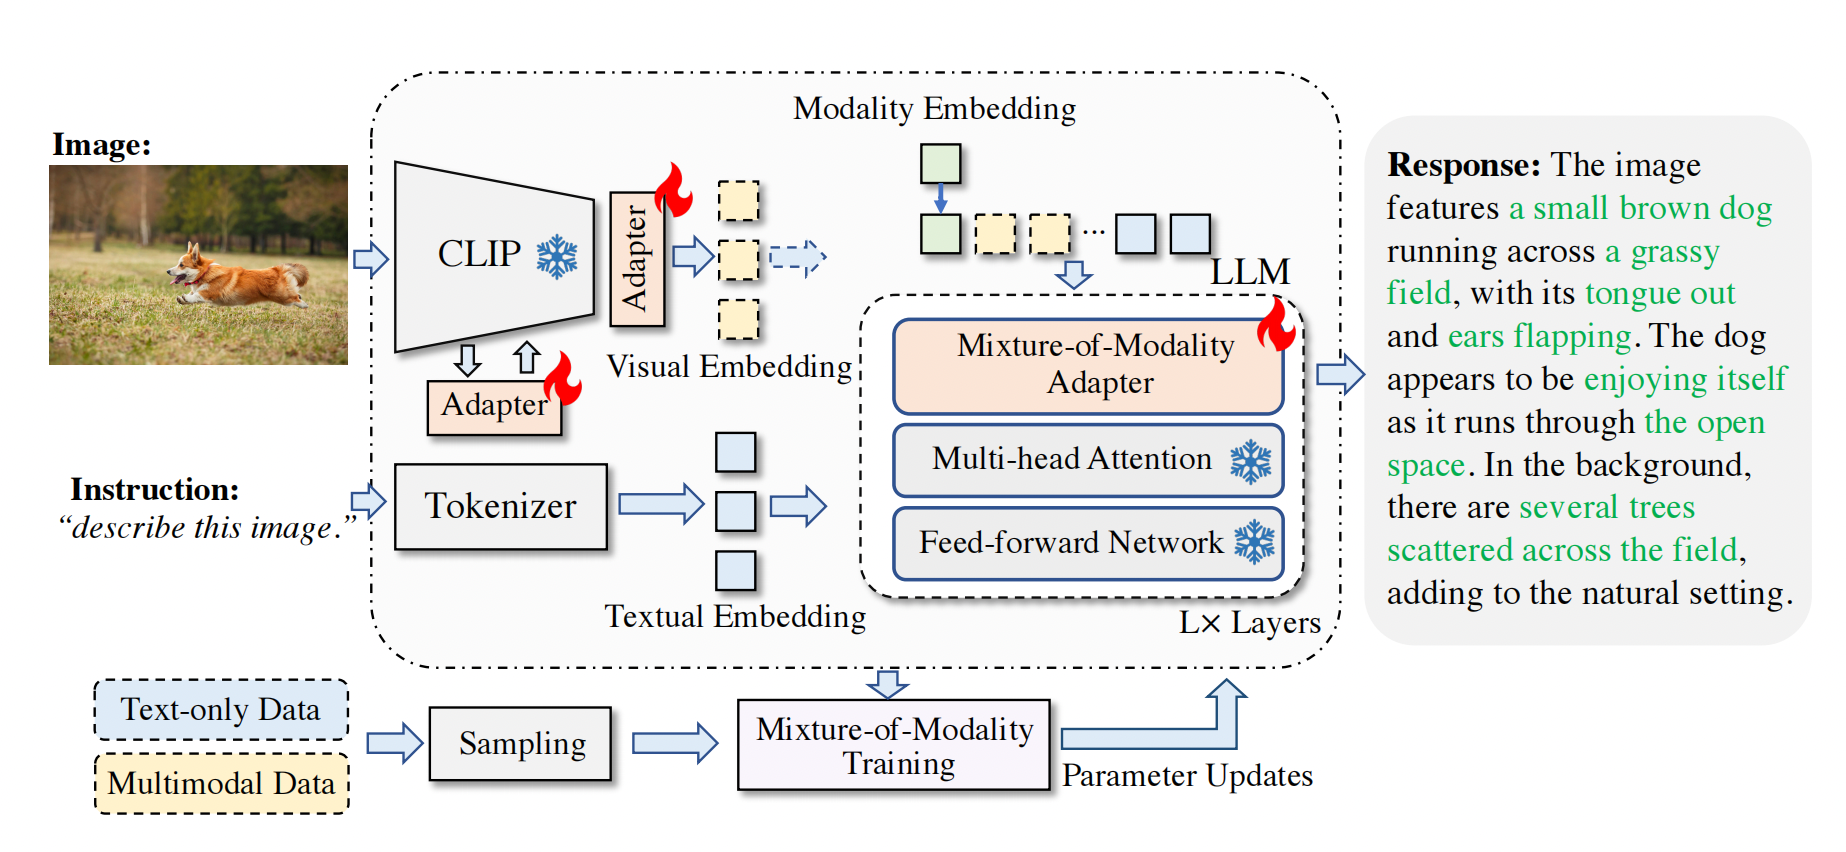 Image:
Instruction:
“describe this image.”
Modality Embedding
CLIP
Adapter
Visual Embedding
Adapter
Tokenizer
Textual Embedding
...
LLM
Mixture-of-Modality
Adapter
Multi-head Attention
Feed-forward Network
L× Layers
Response: The image
features a small brown dog
running across a grassy
field, with its tongue out
and ears flapping. The dog
appears to be enjoying itself
as it runs through the open
space. In the background,
there are several trees
scattered across the field,
adding to the natural setting.
Text-only Data
Multimodal Data
Sampling
Mixture-of-Modality
Training
Parameter Updates